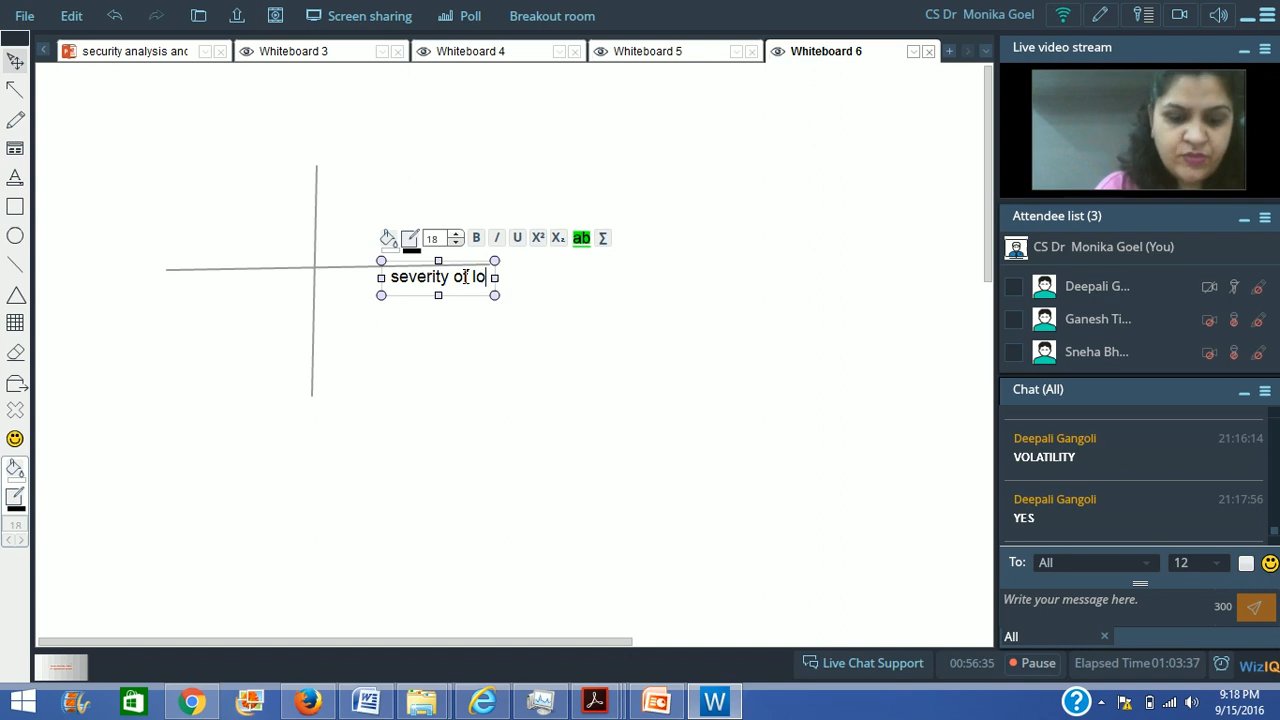 File
Edit
Screen sharing
Poll
Breakout room
CS Dr Monika Goel
security analysis and
Whiteboard 3
Whiteboard 4
Whiteboard 5
Whiteboard 6
Live video stream
Attendee list (3)
CS Dr Monika Goel (You)
Deepali G...
Ganesh Ti...
Sneha Bh...
18
B
I
U
X²
X₂
ab
Σ
severity of lo
A
18
Chat (All)
Deepali Gangoli
21:16:14
VOLATILITY
Deepali Gangoli
21:17:56
YES
To:
All
12
Write your message here.
300
All
Live Chat Support
00:56:35
Pause
Elapsed Time 01:03:37
WizIQ
9:18 PM
9/15/2016